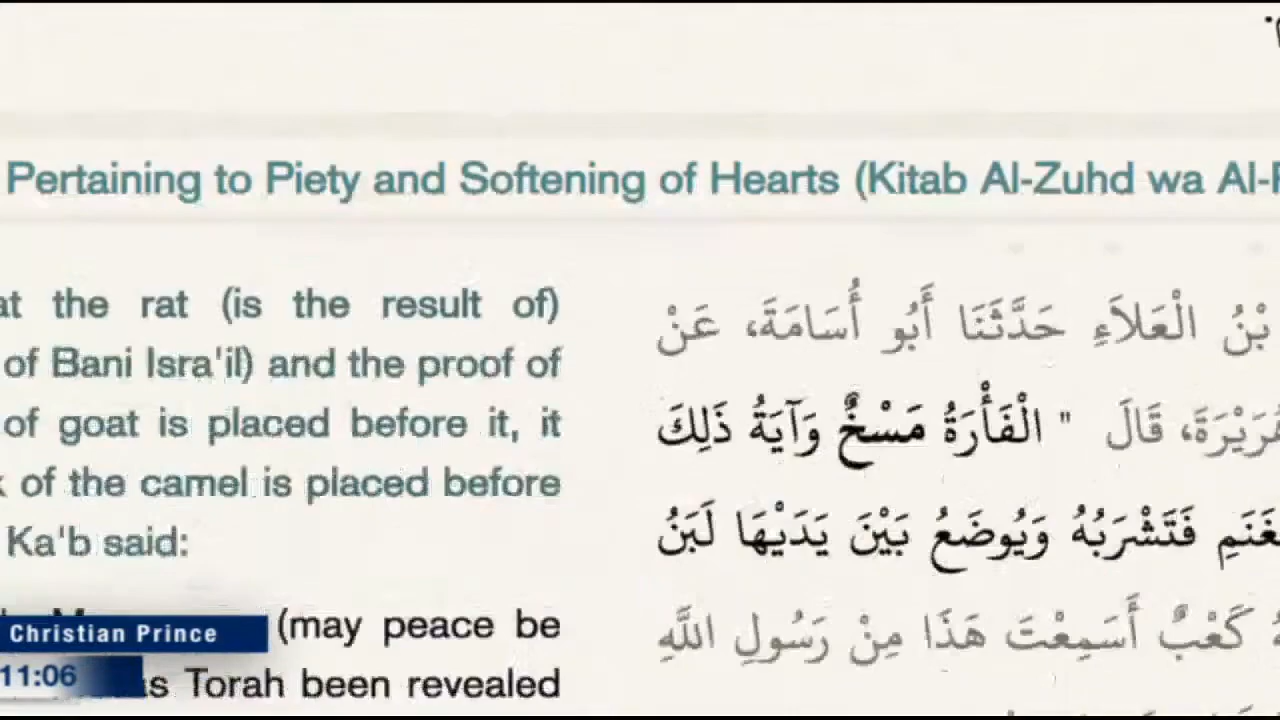 Pertaining to Piety and Softening of Hearts (Kitab Al-Zuhd wa
the rat (is the result of)
of Bani Isra'il) and the proof of
of goat is placed before it, it
of the camel is placed before
Ka'b said:
(may peace be
Torah been revealed
بْنُ الْعَلاَءِ حَدَّثَنَا أَبُو أُسَامَةَ، عَنْ
هُرَيْرَةَ، قَالَ " الْفَأْرَةُ مَسْخٌ وَآيَةُ ذَلِكَ
فَتَشْرَبُهُ وَيُوضَعُ بَيْنَ يَدَيْهَا لَبَنُ
كَعْبٌ أَسَمِعْتَ هَذَا مِنْ رَسُولِ اللَّهِ
Christian Prince
11:06